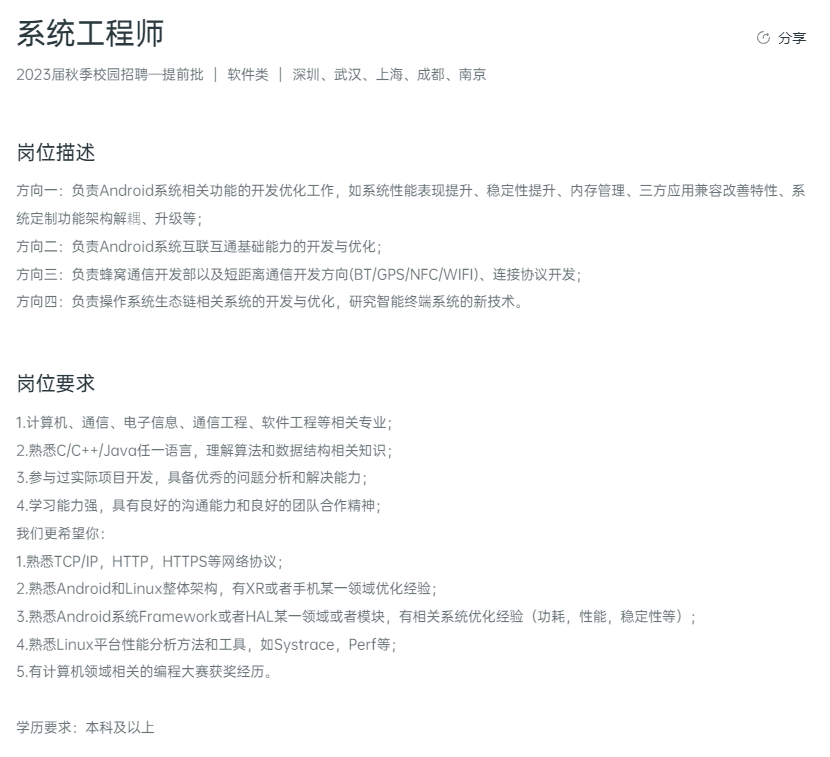 系统工程师
分享
2023届秋季校园招聘—提前批 | 软件类 | 深圳、武汉、上海、成都、南京
岗位描述
方向一：负责Android系统相关功能的开发优化工作，如系统性能表现提升、稳定性提升、内存管理、三方应用兼容改善特性、系
统定制功能架构解耦、升级等；
方向二：负责Android系统互联互通基础能力的开发与优化；
方向三：负责蜂窝通信开发部以及短距离通信开发方向(BT/GPS/NFC/WIFI)、连接协议开发；
方向四：负责操作系统生态链相关系统的开发与优化，研究智能终端系统的新技术。
岗位要求
1.计算机、通信、电子信息、通信工程、软件工程等相关专业；
2.熟悉C/C++/Java任一语言，理解算法和数据结构相关知识；
3.参与过实际项目开发，具备优秀的问题分析和解决能力；
4.学习能力强，具有良好的沟通能力和良好的团队合作精神；
我们更希望你：
1.熟悉TCP/IP，HTTP，HTTPS等网络协议；
2.熟悉Android和Linux整体架构，有XR或者手机某一领域优化经验；
3.熟悉Android系统Framework或者HAL某一领域或者模块，有相关系统优化经验（功耗，性能，稳定性等）；
4.熟悉Linux平台性能分析方法和工具，如Systrace，Perf等；
5.有计算机领域相关的编程大赛获奖经历。
学历要求：本科及以上